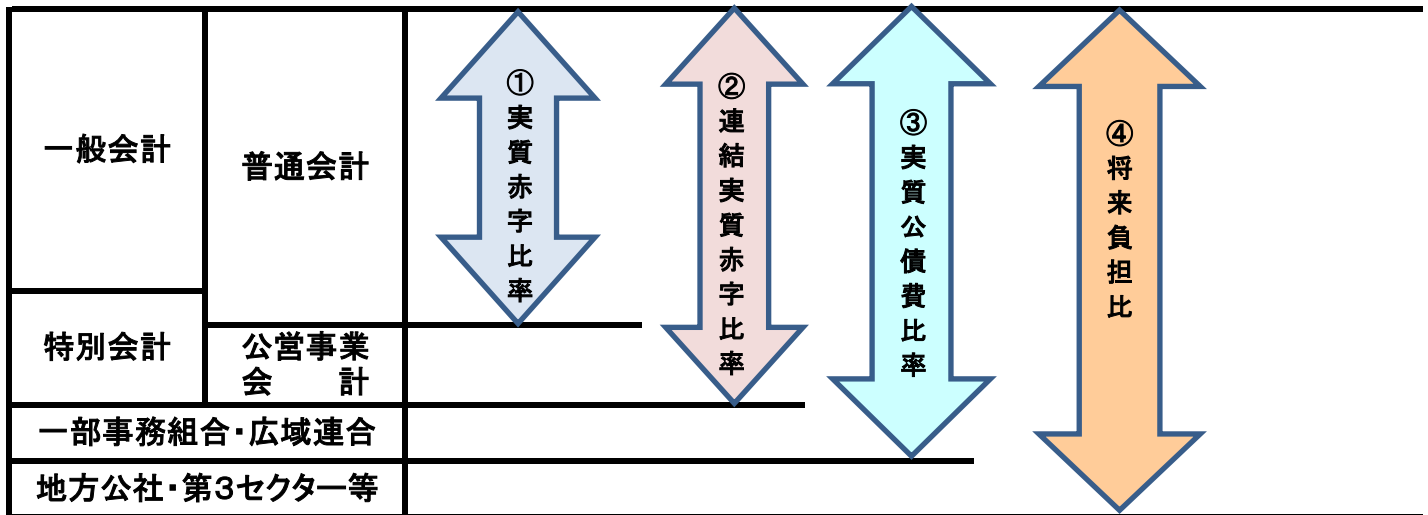 一般会計
普通会計
特別会計
公営事業
会　　計
一部事務組合・広域連合
地方公社・第３セクター等
①実質赤字比率
②連結実質赤字比率
③実質公債費比率
④将来負担比